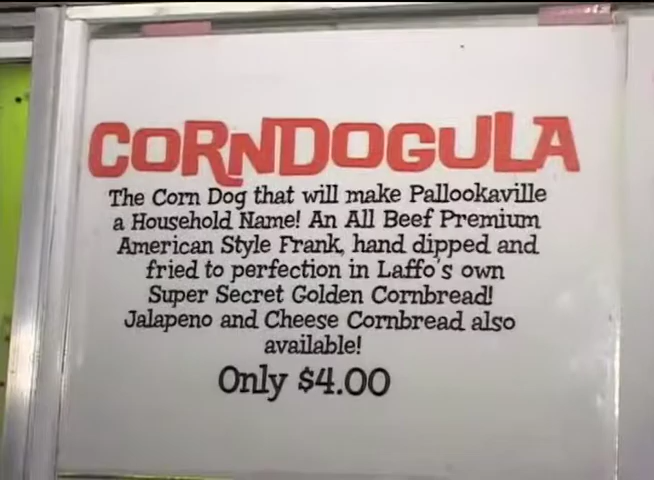 CORNDOGULA
The Corn Dog that will make Pallookaville
a Household Name! An All Beef Premium
American Style Frank, hand dipped and
fried to perfection in Laffo's own
Super Secret Golden Cornbread!
Jalapeno and Cheese Cornbread also
available!
Only $4.00